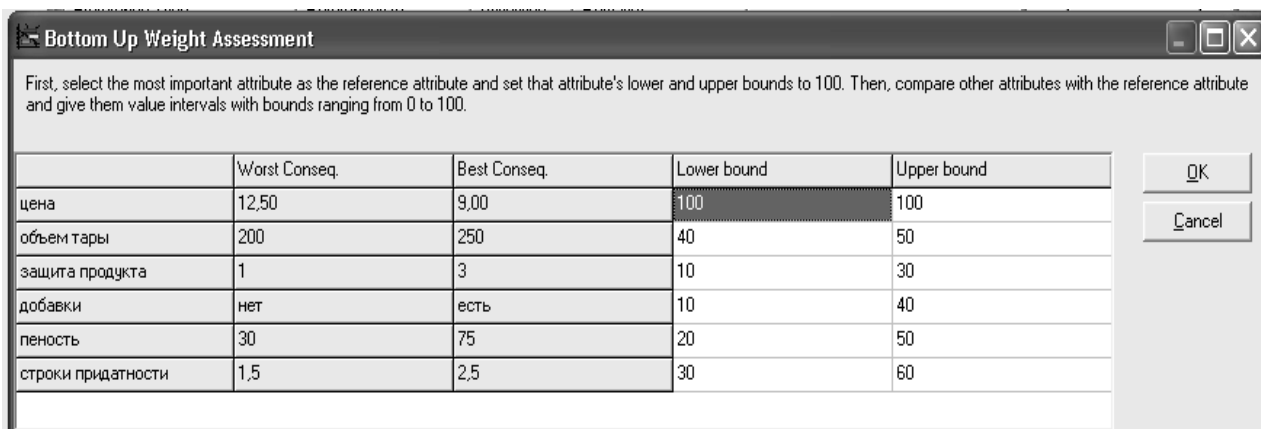 Bottom Up Weight Assessment
First, select the most important attribute as the reference attribute and set that attribute's lower and upper bounds to 100. Then, compare other attributes with the reference attribute
and give them value intervals with bounds ranging from 0 to 100.
Worst Conseq. Best Conseq. Lower bound Upper bound
OK
цена 12,50 9,00 100 100
Cancel
объем тары 200 250 40 50
защита продукта 1 3 10 30
добавки нет есть 10 40
пеность 30 75 20 50
строки придатности 1,5 2,5 30 60